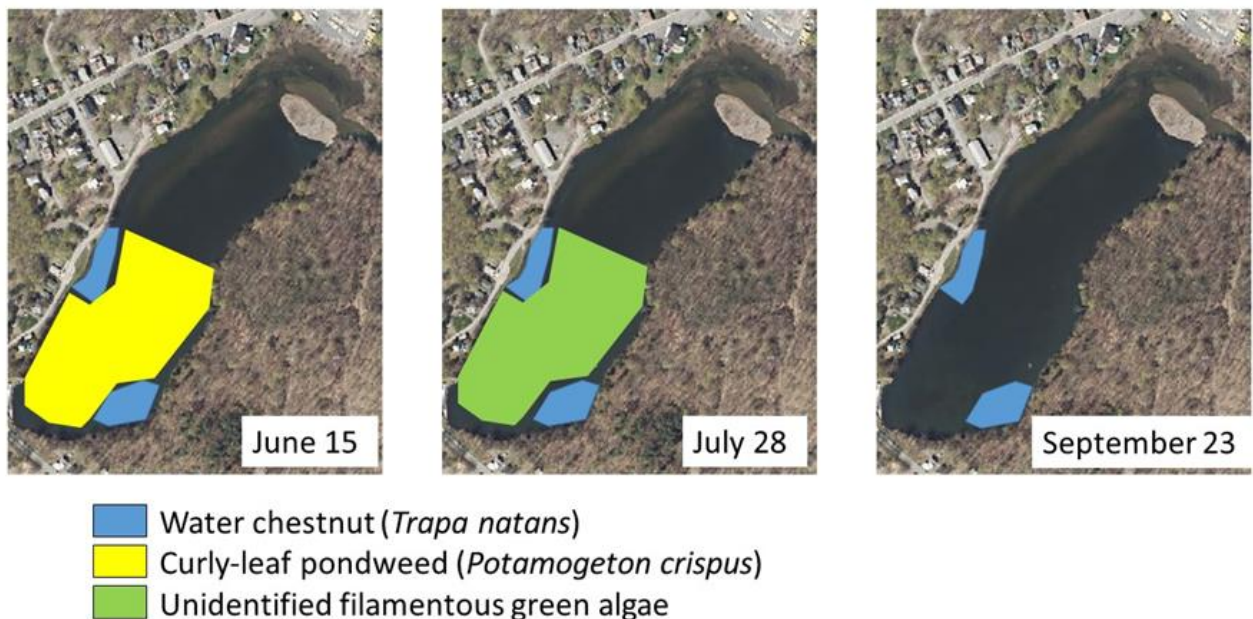 June 15
July 28
September 23
Water chestnut (Trapa natans)
Curly-leaf pondweed (Potamogeton crispus)
Unidentified filamentous green algae